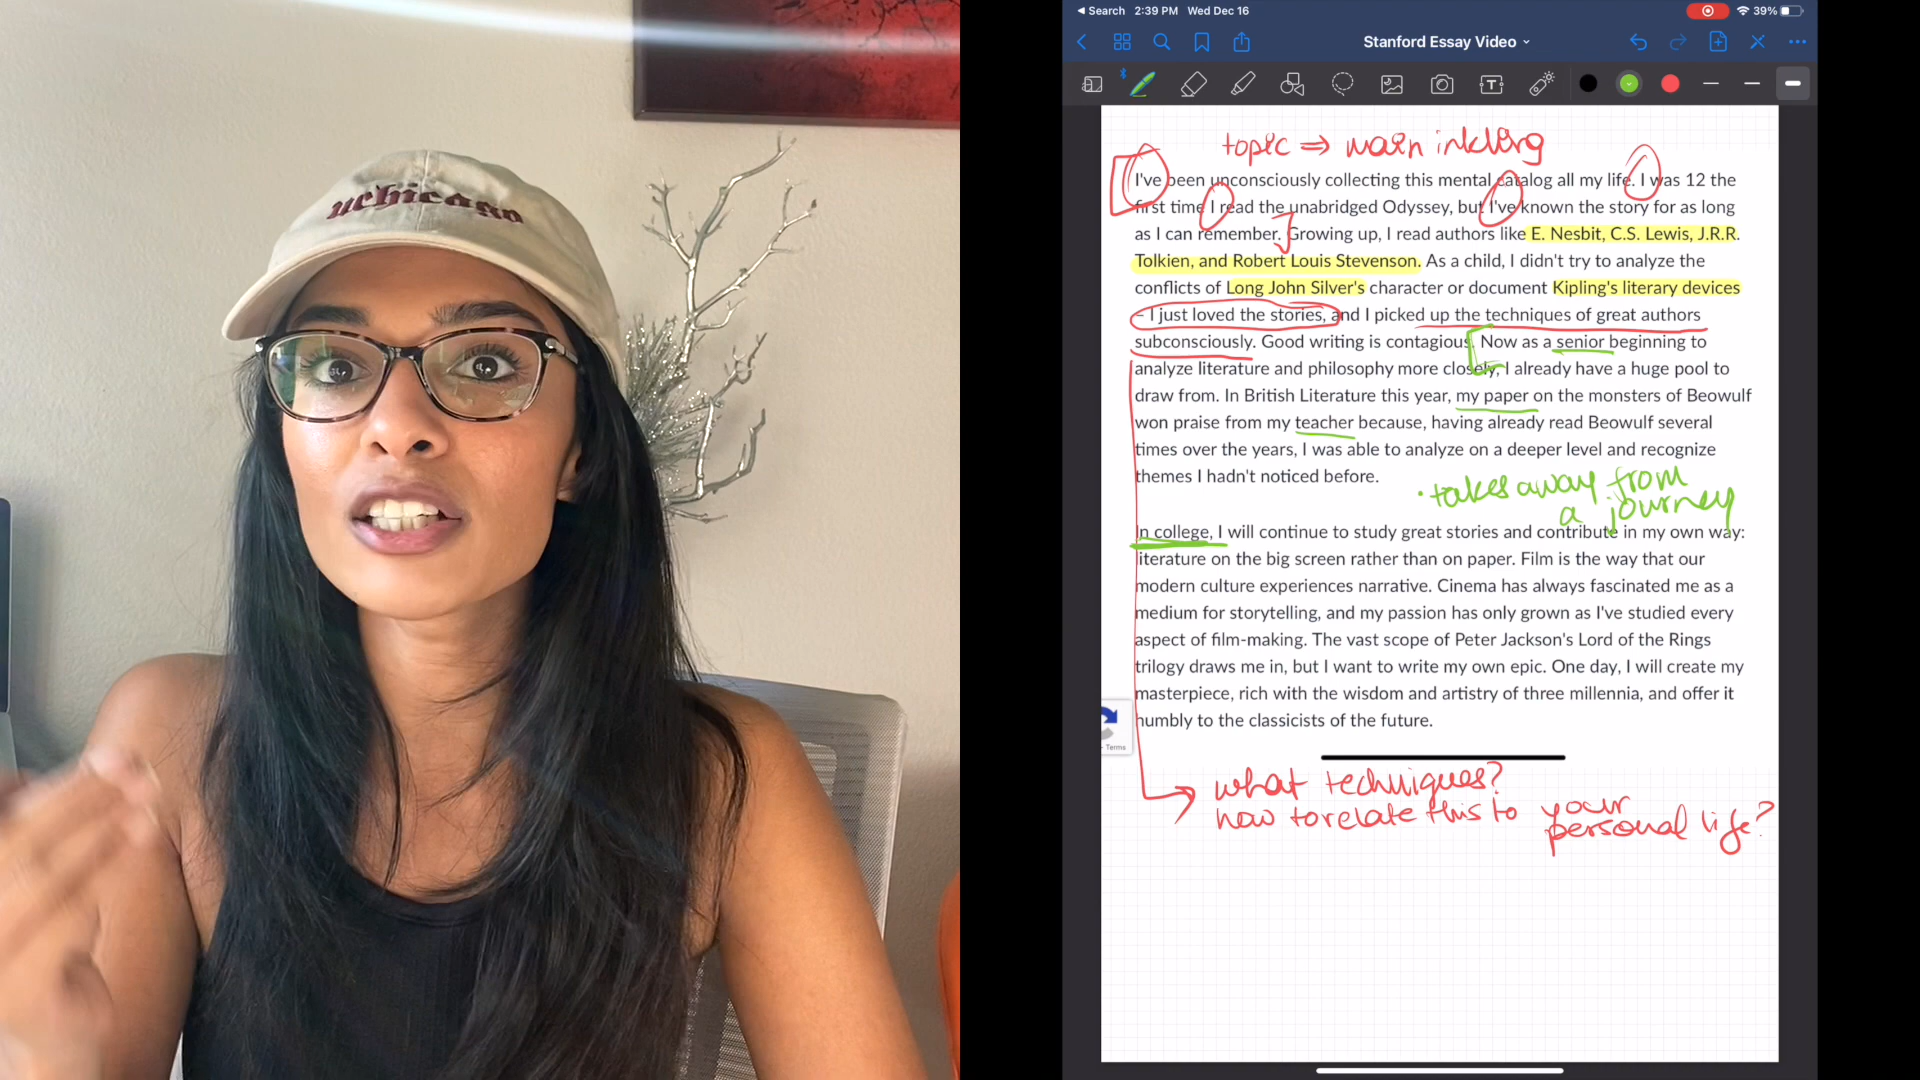 uchicago
Search 2:39 PM Wed Dec 16 39%
Stanford Essay Video
topic ⇒ main inkling
I've been unconsciously collecting this mental catalog all my life. I was 12 the
first time I read the unabridged Odyssey, but I've known the story for as long
as I can remember. Growing up, I read authors like E. Nesbit, C.S. Lewis, J.R.R.
Tolkien, and Robert Louis Stevenson. As a child, I didn't try to analyze the
conflicts of Long John Silver's character or document Kipling's literary devices
– I just loved the stories, and I picked up the techniques of great authors
subconsciously. Good writing is contagious. Now as a senior beginning to
analyze literature and philosophy more closely, I already have a huge pool to
draw from. In British Literature this year, my paper on the monsters of Beowulf
won praise from my teacher because, having already read Beowulf several
times over the years, I was able to analyze on a deeper level and recognize
themes I hadn't noticed before.
• takes away from
a journey
In college, I will continue to study great stories and contribute in my own way:
literature on the big screen rather than on paper. Film is the way that our
modern culture experiences narrative. Cinema has always fascinated me as a
medium for storytelling, and my passion has only grown as I've studied every
aspect of film-making. The vast scope of Peter Jackson's Lord of the Rings
trilogy draws me in, but I want to write my own epic. One day, I will create my
masterpiece, rich with the wisdom and artistry of three millennia, and offer it
humbly to the classicists of the future.
- Terms
what techniques?
how to relate this to your
personal life?